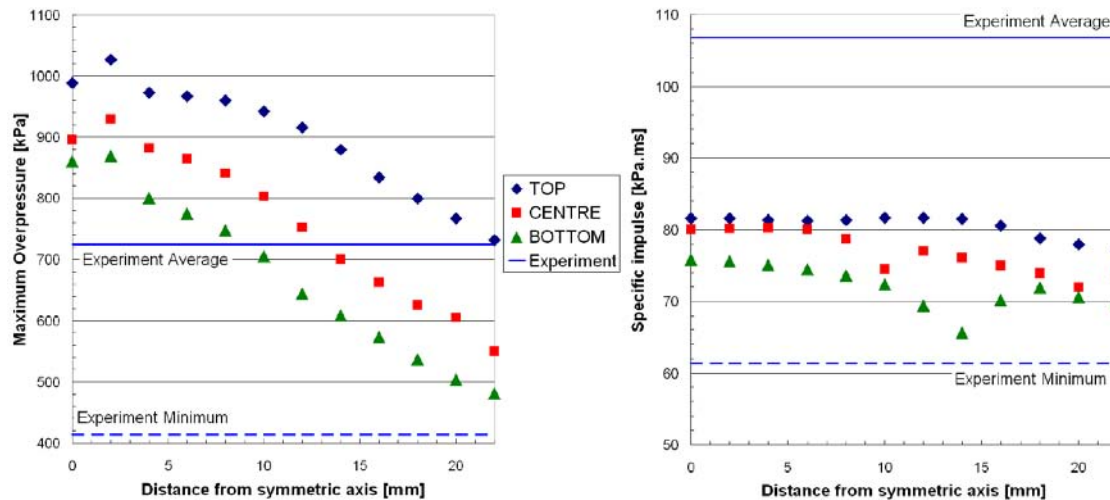 Maximum Overpressure [kPa]
1100
1000
900
800
700
600
500
400
Experiment Average
Experiment Minimum
0
5
10
15
20
Distance from symmetric axis [mm]
TOP
CENTRE
BOTTOM
Experiment
Specific impulse [kPa.ms]
110
100
90
80
70
60
50
Experiment Average
Experiment Minimum
0
5
10
15
20
Distance from symmetric axis [mm]